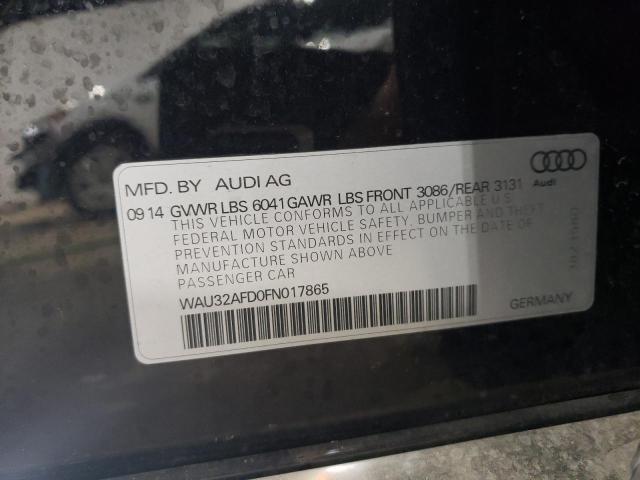 MFD. BY AUDI AG
Audi
09 14 GVWR LBS 6041 GAWR LBS FRONT 3086/REAR 3131
THIS VEHICLE CONFORMS TO ALL APPLICABLE U S
FEDERAL MOTOR VEHICLE SAFETY, BUMPER AND THEFT
PREVENTION STANDARDS IN EFFECT ON THE DATE OF
MANUFACTURE SHOWN ABOVE
PASSENGER CAR
WAU32AFD0FN017865
GERMANY